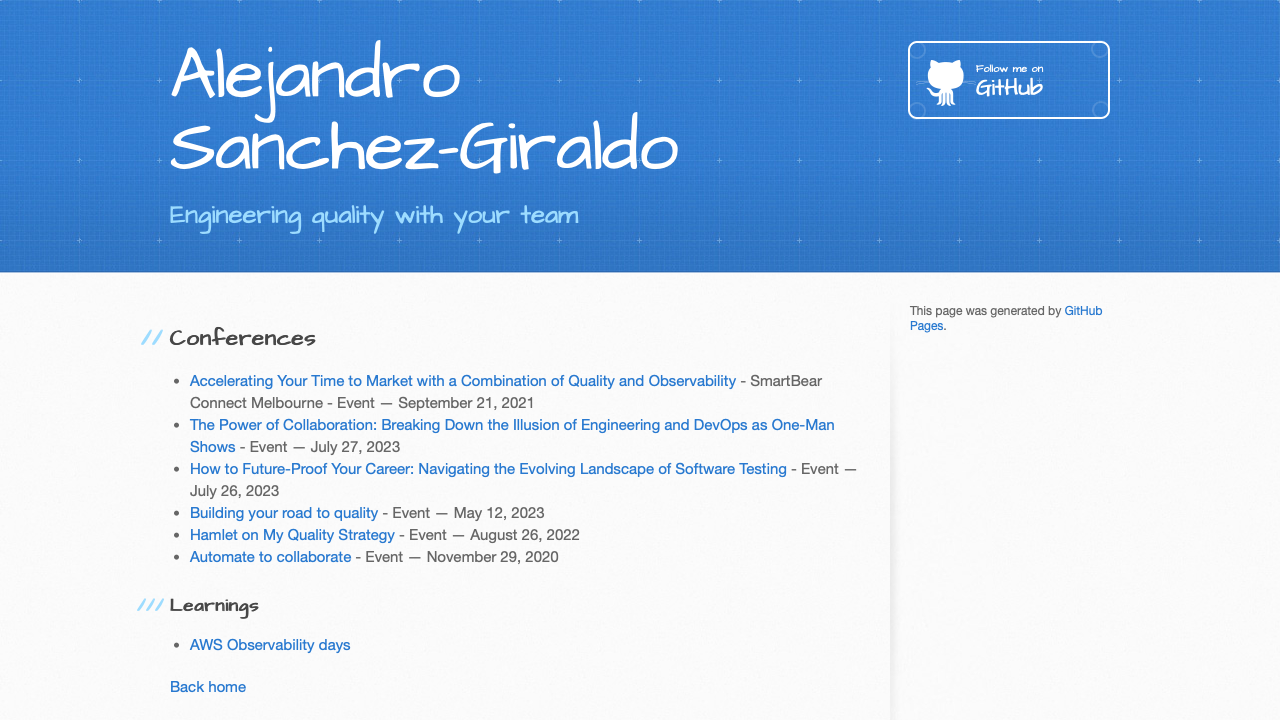 Alejandro
Sanchez-Giraldo
Engineering quality with your team
Follow me on
GitHub
// Conferences
• Accelerating Your Time to Market with a Combination of Quality and Observability - SmartBear
Connect Melbourne - Event — September 21, 2021
• The Power of Collaboration: Breaking Down the Illusion of Engineering and DevOps as One-Man
Shows - Event — July 27, 2023
• How to Future-Proof Your Career: Navigating the Evolving Landscape of Software Testing - Event —
July 26, 2023
• Building your road to quality - Event — May 12, 2023
• Hamlet on My Quality Strategy - Event — August 26, 2022
• Automate to collaborate - Event — November 29, 2020
/// Learnings
• AWS Observability days
Back home
This page was generated by GitHub
Pages.